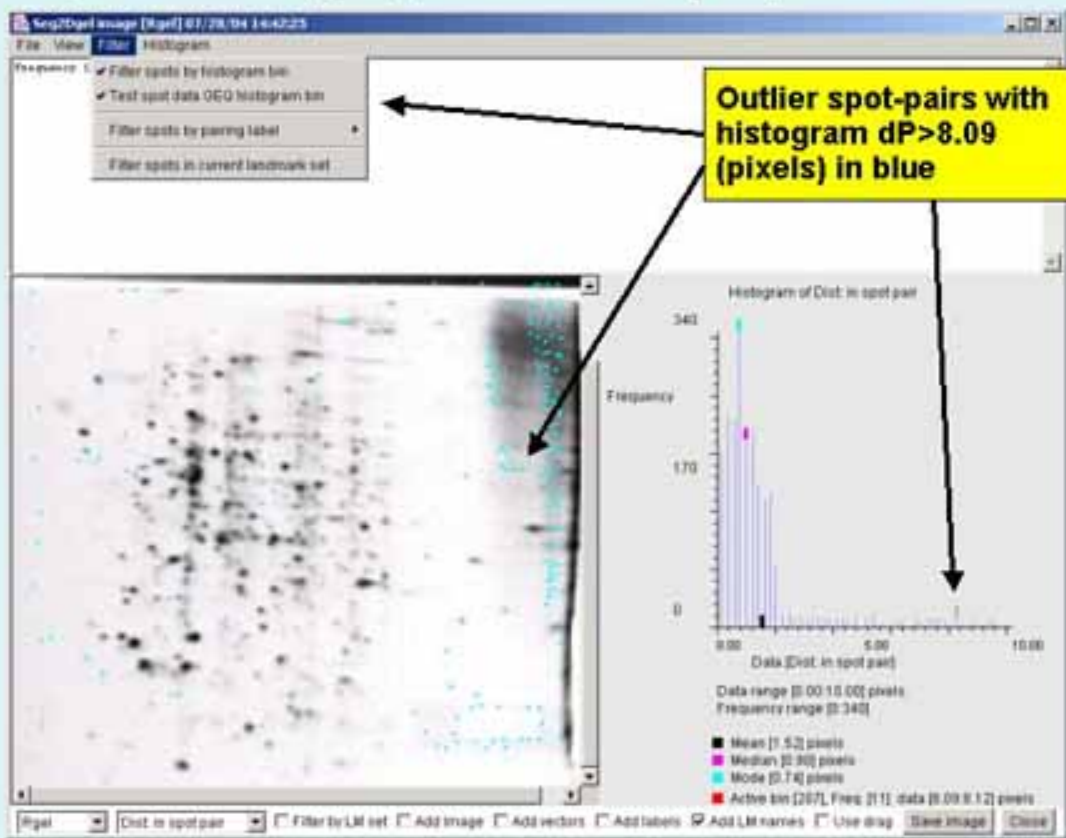 Seg2Dgel image [Rgel] 07/28/04 14:42:25
File View Filter Histogram
Frequency
Filter spots by histogram bin
Test spot data GEQ histogram bin
Filter spots by pairing label
Filter spots in current landmark set
Outlier spot-pairs with
histogram dP>8.09
(pixels) in blue
Histogram of Dist. in spot pair
340
Frequency
170
0
0.00 5.00 10.00
Data [Dist. in spot pair]
Data range [0.00:10.00] pixels
Frequency range [0:340]
Mean [1.52] pixels
Median [0.90] pixels
Mode [0.74] pixels
Active bin [207], Freq. [11], data [8.09:8.12] pixels
Rgel Dist. in spot pair Filter by LM set Add image Add vectors Add labels Add LM names Use drag Save image Close